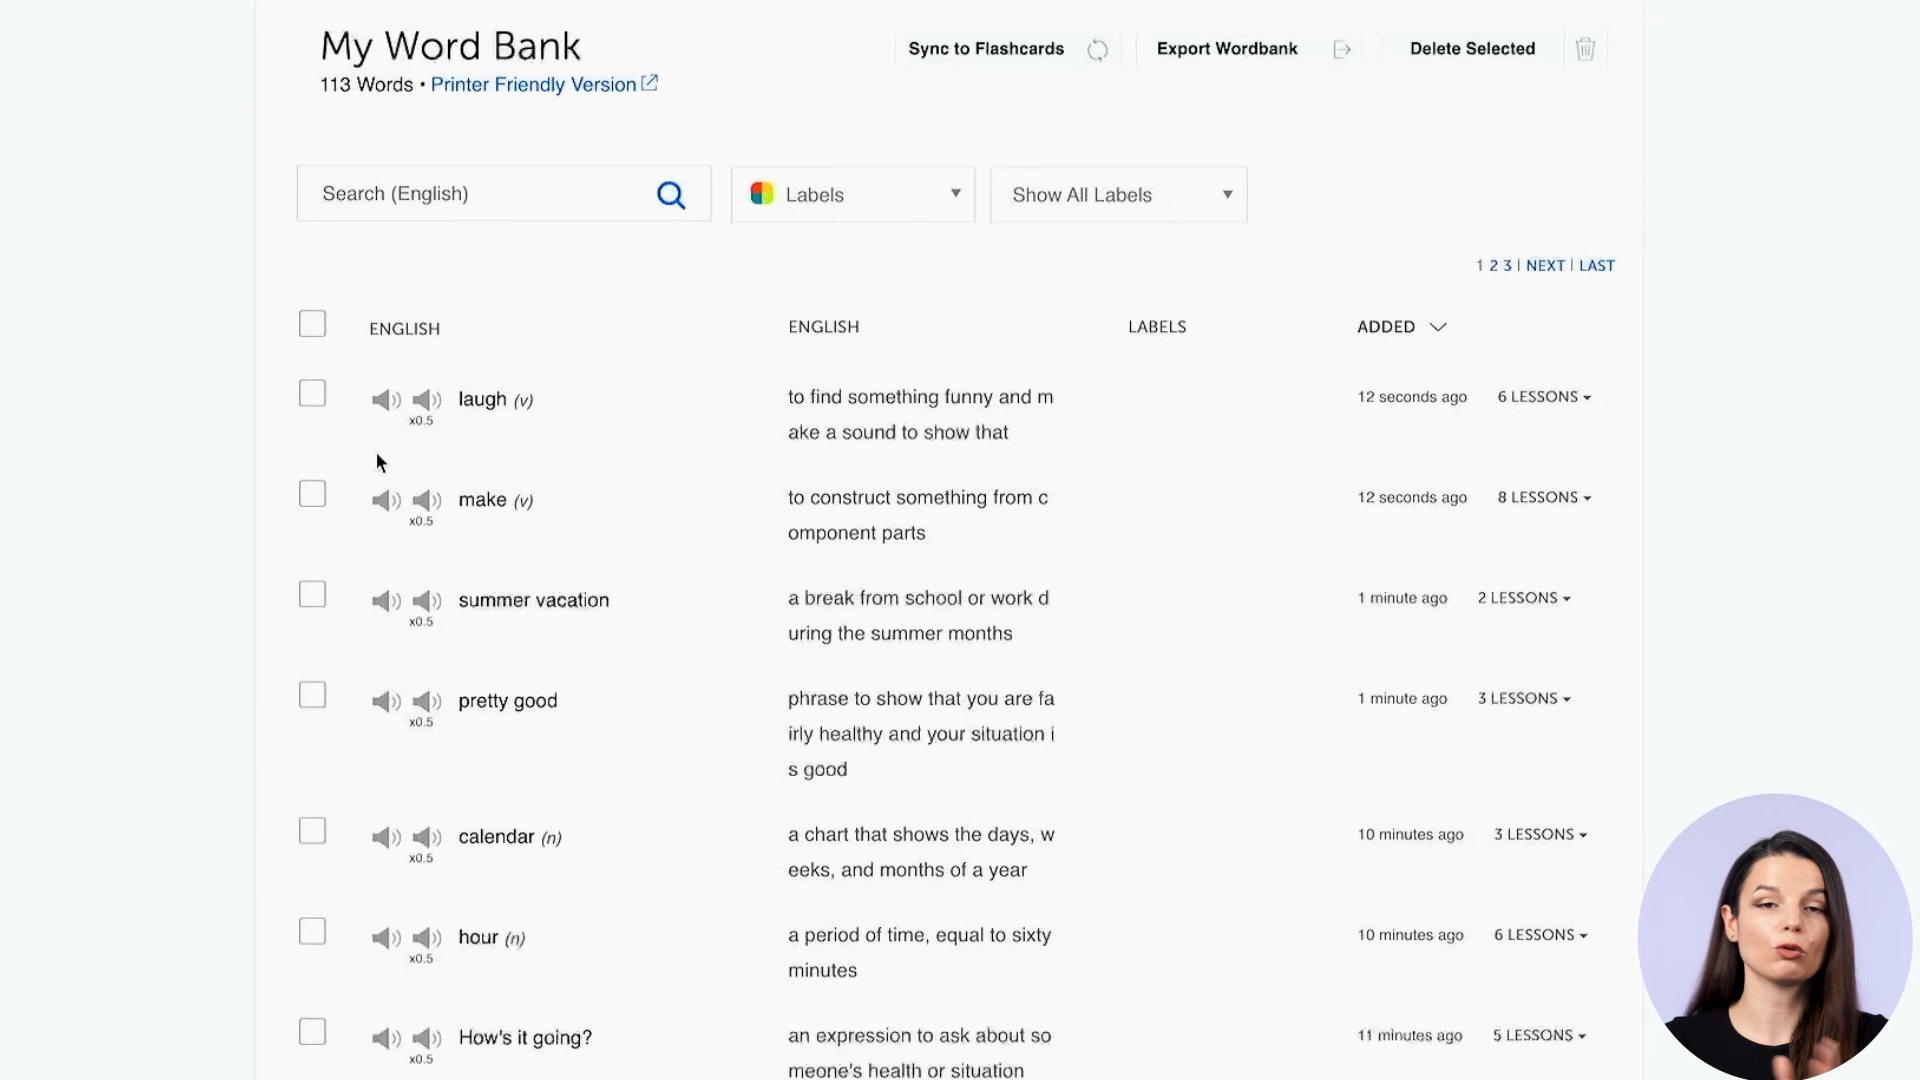 My Word Bank
113 Words • Printer Friendly Version
Sync to Flashcards
Export Wordbank
Delete Selected
Search (English)
Labels
Show All Labels
1 2 3 | NEXT | LAST
ENGLISH ENGLISH LABELS ADDED
laugh (v) to find something funny and m 12 seconds ago 6 LESSONS
x0.5 ake a sound to show that
make (v) to construct something from c 12 seconds ago 8 LESSONS
x0.5 omponent parts
summer vacation a break from school or work d 1 minute ago 2 LESSONS
x0.5 uring the summer months
pretty good phrase to show that you are fa 1 minute ago 3 LESSONS
x0.5 irly healthy and your situation i
s good
calendar (n) a chart that shows the days, w 10 minutes ago 3 LESSONS
x0.5 eeks, and months of a year
hour (n) a period of time, equal to sixty 10 minutes ago 6 LESSONS
x0.5 minutes
How's it going? an expression to ask about so 11 minutes ago 5 LESSONS
x0.5 meone's health or situation